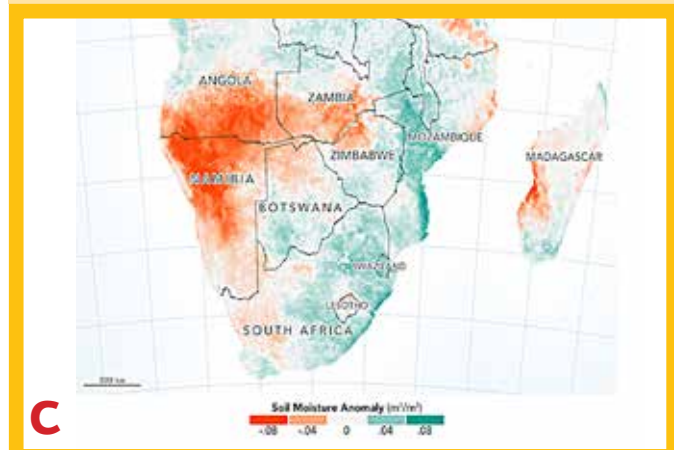 ANGOLA
ZAMBIA
MOZAMBIQUE
ZIMBABWE
MADAGASCAR
NAMIBIA
BOTSWANA
SWAZILAND
LESOTHO
SOUTH AFRICA
Soil Moisture Anomaly (m³/m³)
-.08 -.04 0 .04 .08
C